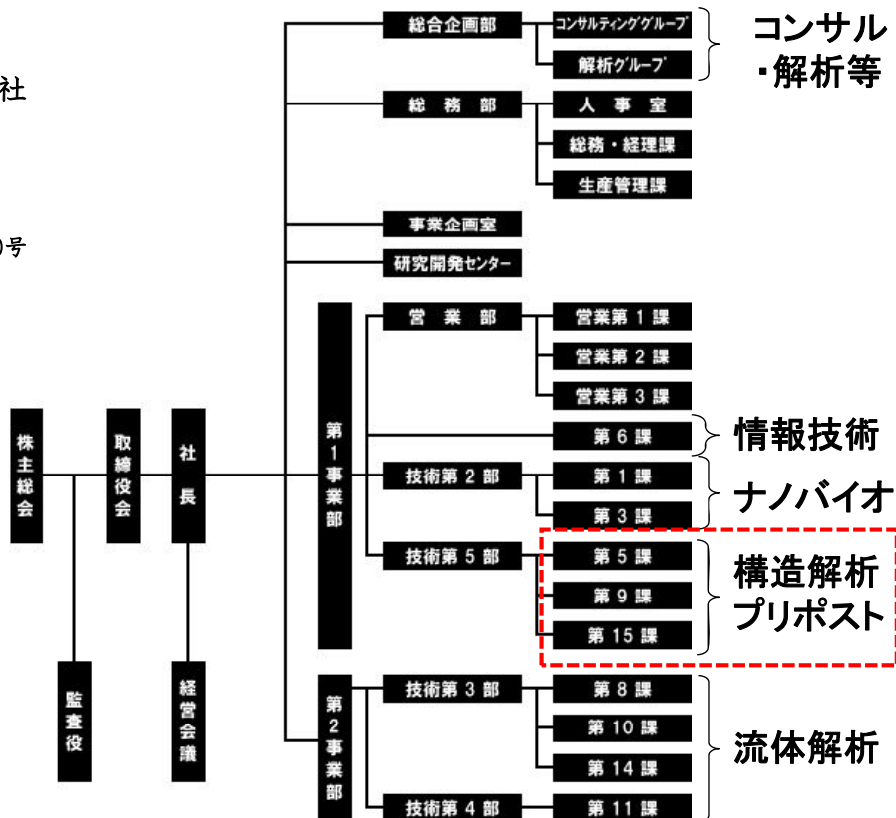 社
号
株主総会
監査役
取締役会
社長
経営会議
総合企画部
コンサルティンググループ
解析グループ
コンサル
・解析等
総務部
人事室
総務・経理課
生産管理課
事業企画室
研究開発センター
第1事業部
営業部
営業第1課
営業第2課
営業第3課
第6課
情報技術
技術第2部
第1課
第3課
ナノバイオ
技術第5部
第5課
第9課
第15課
構造解析
プリポスト
第2事業部
技術第3部
第8課
第10課
第14課
技術第4部
第11課
流体解析